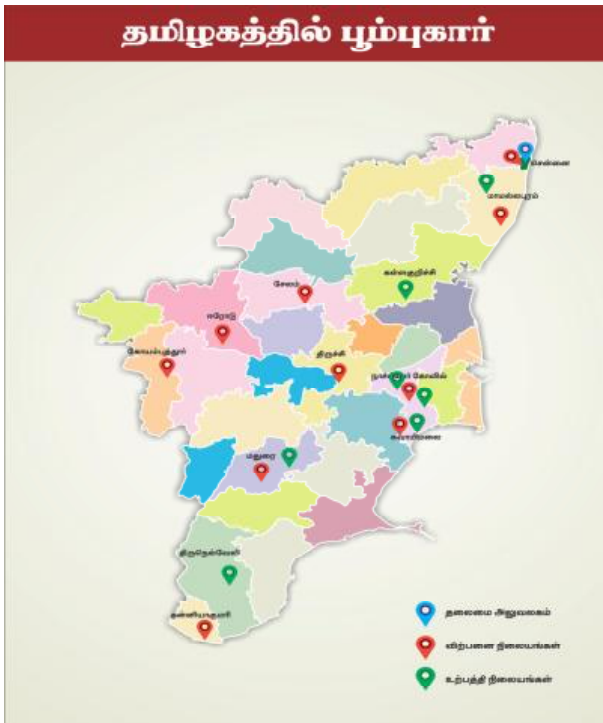 தமிழகத்தில் பூம்புகார்
சென்னை
மாமல்லபுரம்
கள்ளகுறிச்சி
சேலம்
ஈரோடு
கோயம்புத்தூர்
திருச்சி
நாச்சியார் கோவில்
சுவாமிமலை
மதுரை
திருநெல்வேலி
கன்னியாகுமரி
தலைமை அலுவலகம்
விற்பனை நிலையங்கள்
உற்பத்தி நிலையங்கள்